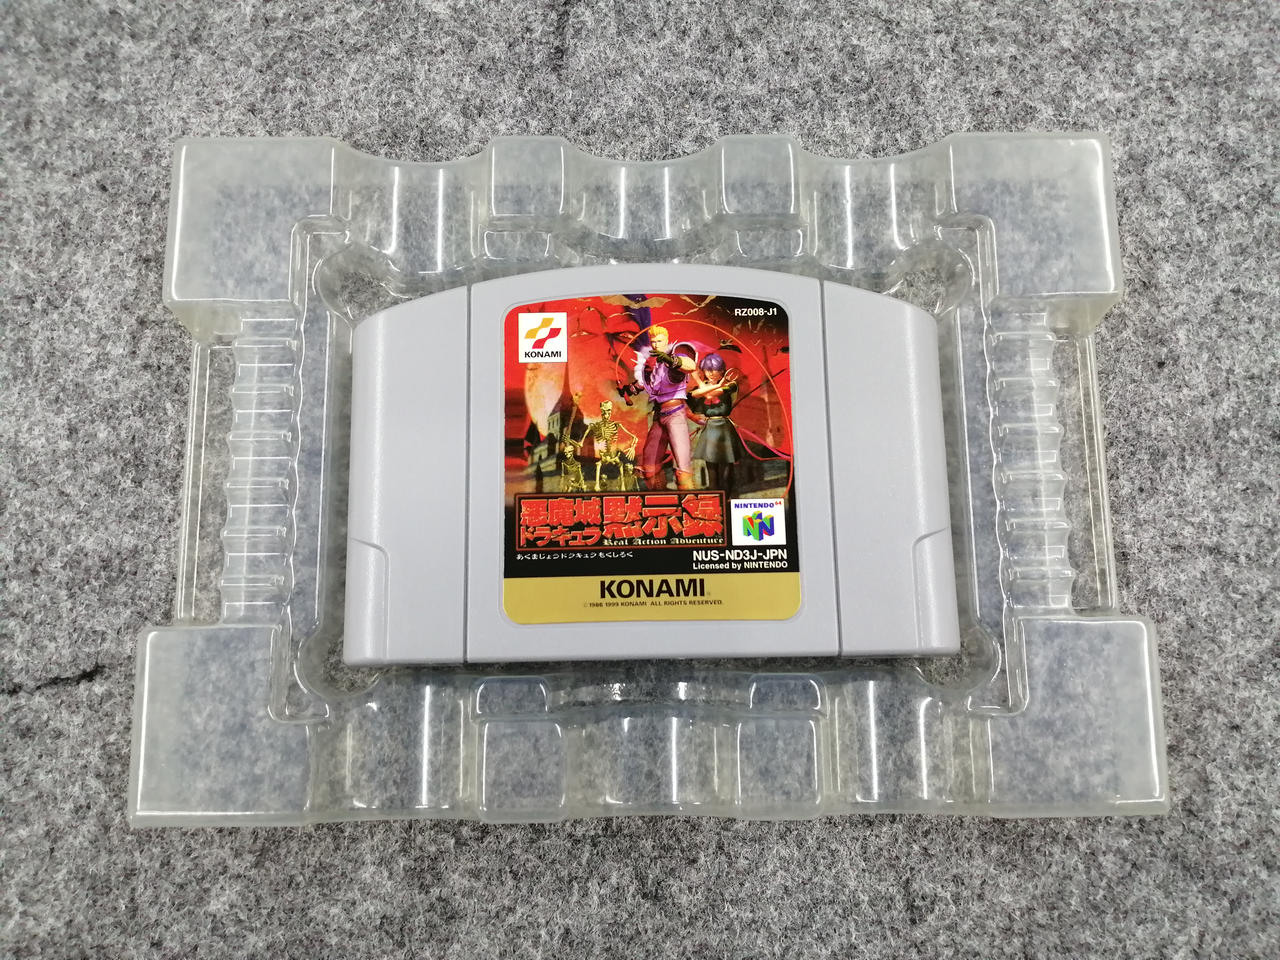 RZ008-J1
KONAMI
悪魔城
ドラキュラ
黙示録
Real Action Adventure
あくまじょうドラキュラもくしろく
NINTENDO 64
NUS-ND3J-JPN
Licensed by NINTENDO
KONAMI
©1986 1999 KONAMI ALL RIGHTS RESERVED.